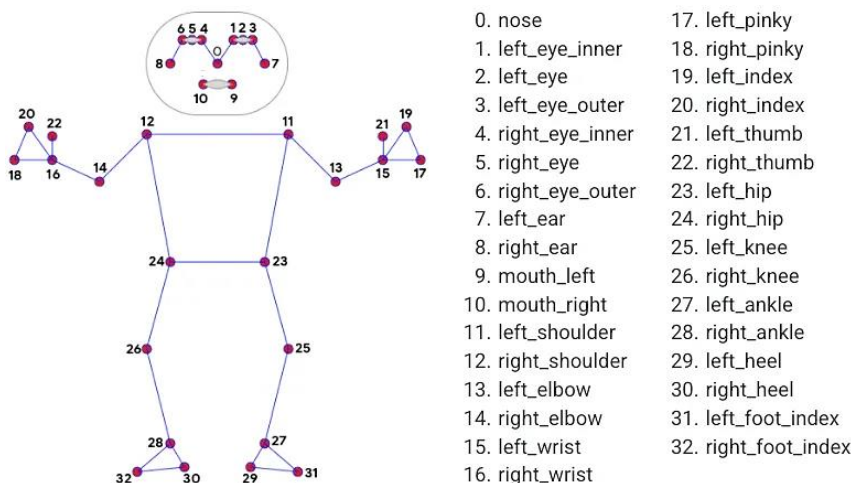 6 5 4 1 2 3
0
8 7
10 9
20 22 12 11 21 19
18 16 14 13 15 17
24 23
26 25
28 27
32 30 29 31
0. nose
1. left_eye_inner
2. left_eye
3. left_eye_outer
4. right_eye_inner
5. right_eye
6. right_eye_outer
7. left_ear
8. right_ear
9. mouth_left
10. mouth_right
11. left_shoulder
12. right_shoulder
13. left_elbow
14. right_elbow
15. left_wrist
16. right_wrist
17. left_pinky
18. right_pinky
19. left_index
20. right_index
21. left_thumb
22. right_thumb
23. left_hip
24. right_hip
25. left_knee
26. right_knee
27. left_ankle
28. right_ankle
29. left_heel
30. right_heel
31. left_foot_index
32. right_foot_index